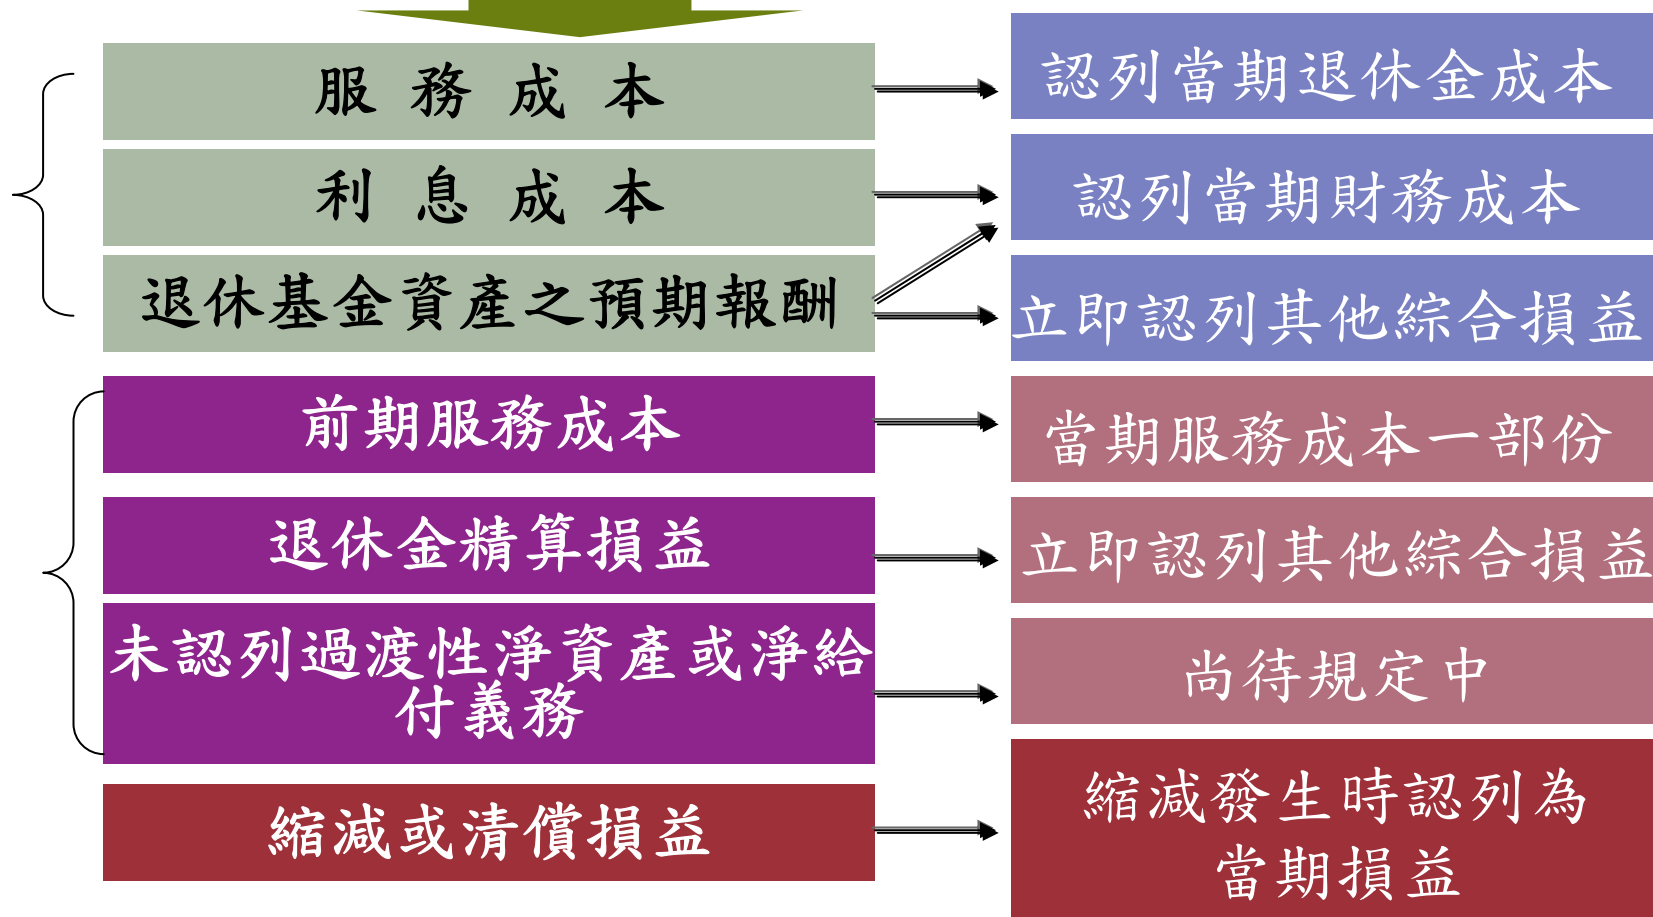 服務成本
認列當期退休金成本
利息成本
認列當期財務成本
退休基金資產之預期報酬
立即認列其他綜合損益
前期服務成本
當期服務成本一部份
退休金精算損益
立即認列其他綜合損益
未認列過渡性淨資產或淨給
付義務
尚待規定中
縮減或清償損益
縮減發生時認列為
當期損益